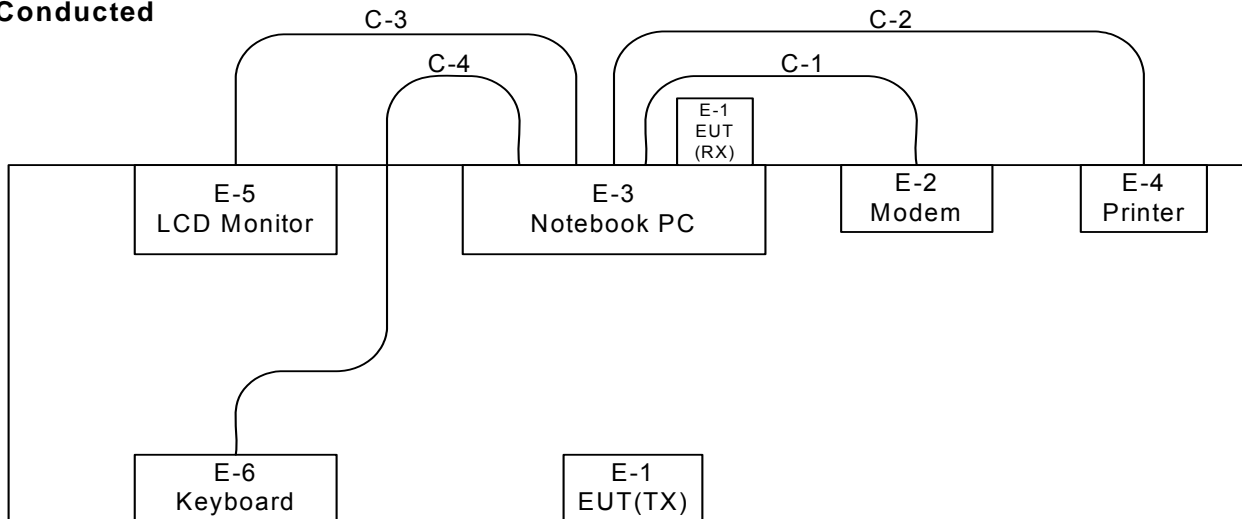 Conducted
C-3
C-2
C-4
C-1
E-1
EUT
(RX)
E-5
LCD Monitor
E-3
Notebook PC
E-2
Modem
E-4
Printer
E-6
Keyboard
E-1
EUT(TX)